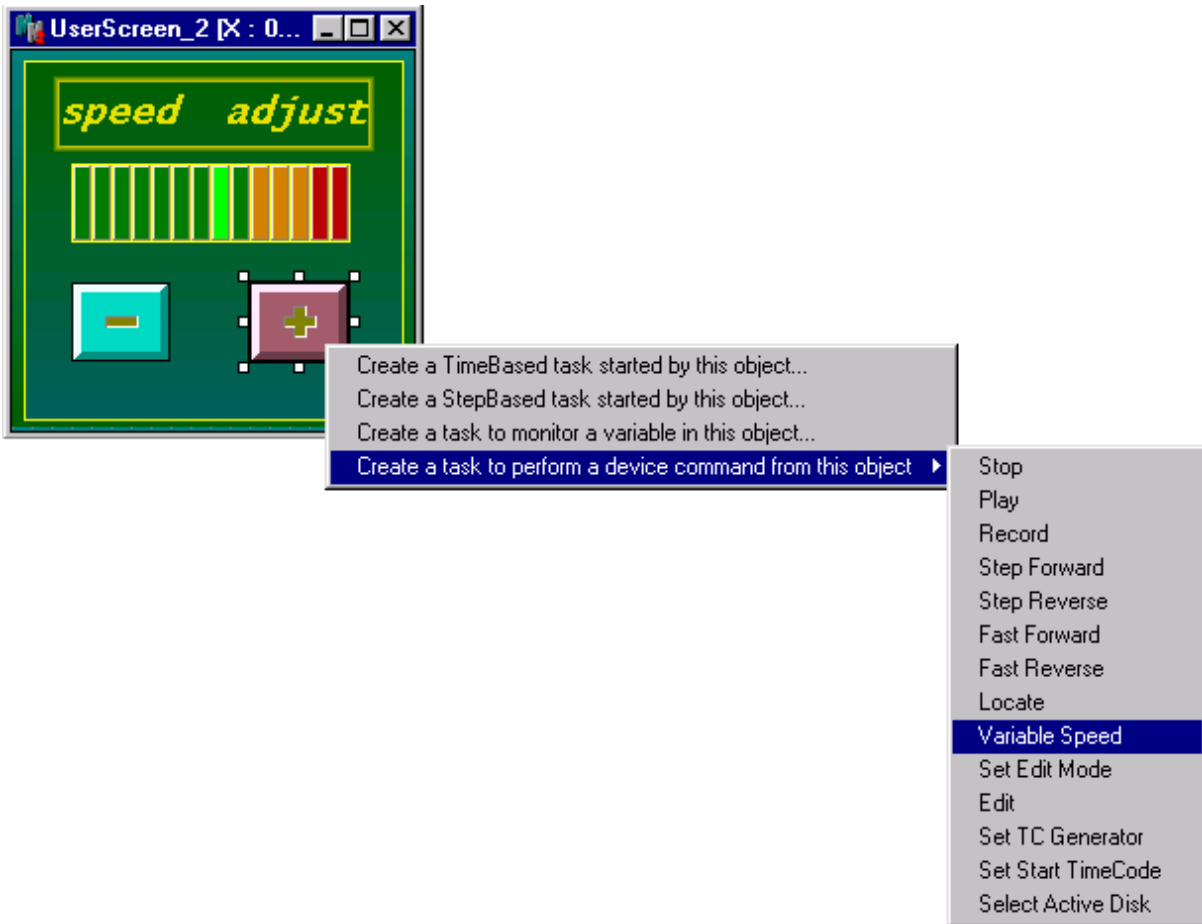 UserScreen_2 [X : 0...
speed adjust
Create a TimeBased task started by this object...
Create a StepBased task started by this object...
Create a task to monitor a variable in this object...
Create a task to perform a device command from this object
Stop
Play
Record
Step Forward
Step Reverse
Fast Forward
Fast Reverse
Locate
Variable Speed
Set Edit Mode
Edit
Set TC Generator
Set Start TimeCode
Select Active Disk